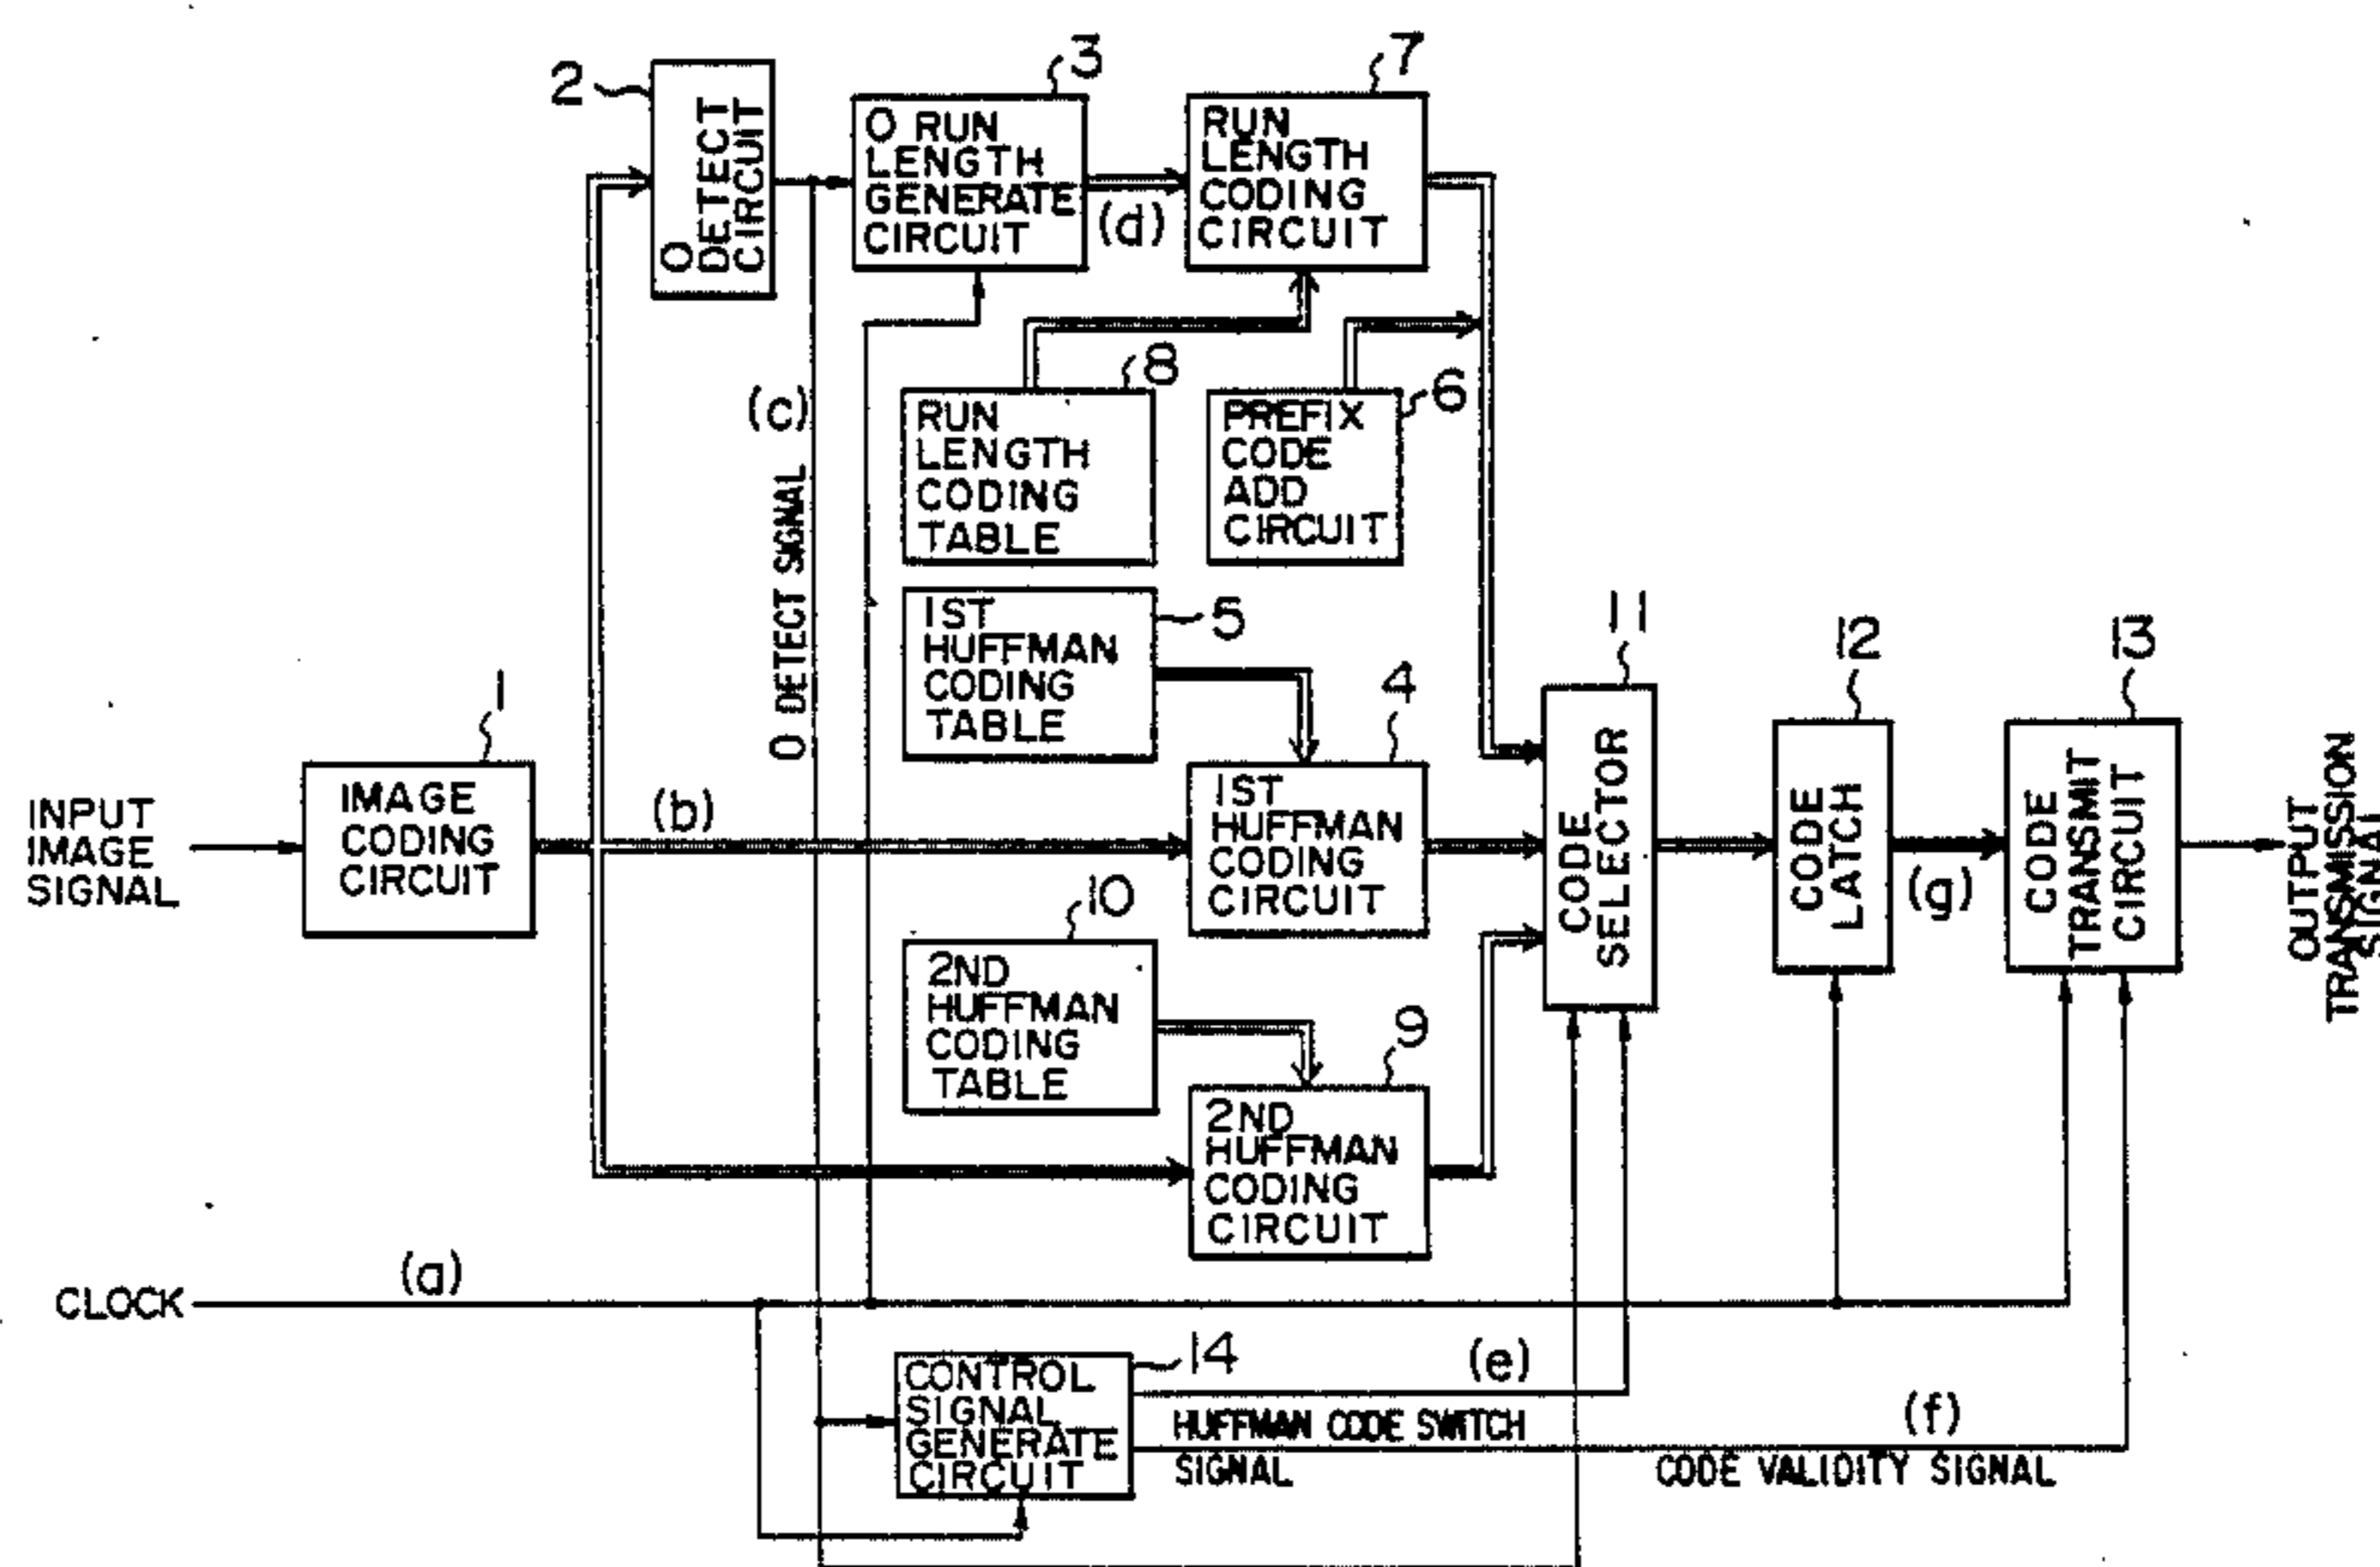 2
O
DETECT
CIRCUIT
3
O RUN
LENGTH
GENERATE
CIRCUIT
(d)
7
RUN
LENGTH
CODING
CIRCUIT
(c)
O DETECT SIGNAL
8
RUN
LENGTH
CODING
TABLE
6
PREFIX
CODE
ADD
CIRCUIT
5
1ST
HUFFMAN
CODING
TABLE
INPUT
IMAGE
SIGNAL
1
IMAGE
CODING
CIRCUIT
(b)
4
1ST
HUFFMAN
CODING
CIRCUIT
11
CODE
SELECTOR
12
CODE
LATCH
(g)
13
CODE
TRANSMIT
CIRCUIT
OUTPUT
TRANSMISSION
SIGNAL
10
2ND
HUFFMAN
CODING
TABLE
9
2ND
HUFFMAN
CODING
CIRCUIT
CLOCK
(a)
14
CONTROL
SIGNAL
GENERATE
CIRCUIT
(e)
HUFFMAN CODE SWITCH
SIGNAL
(f)
CODE VALIDITY SIGNAL